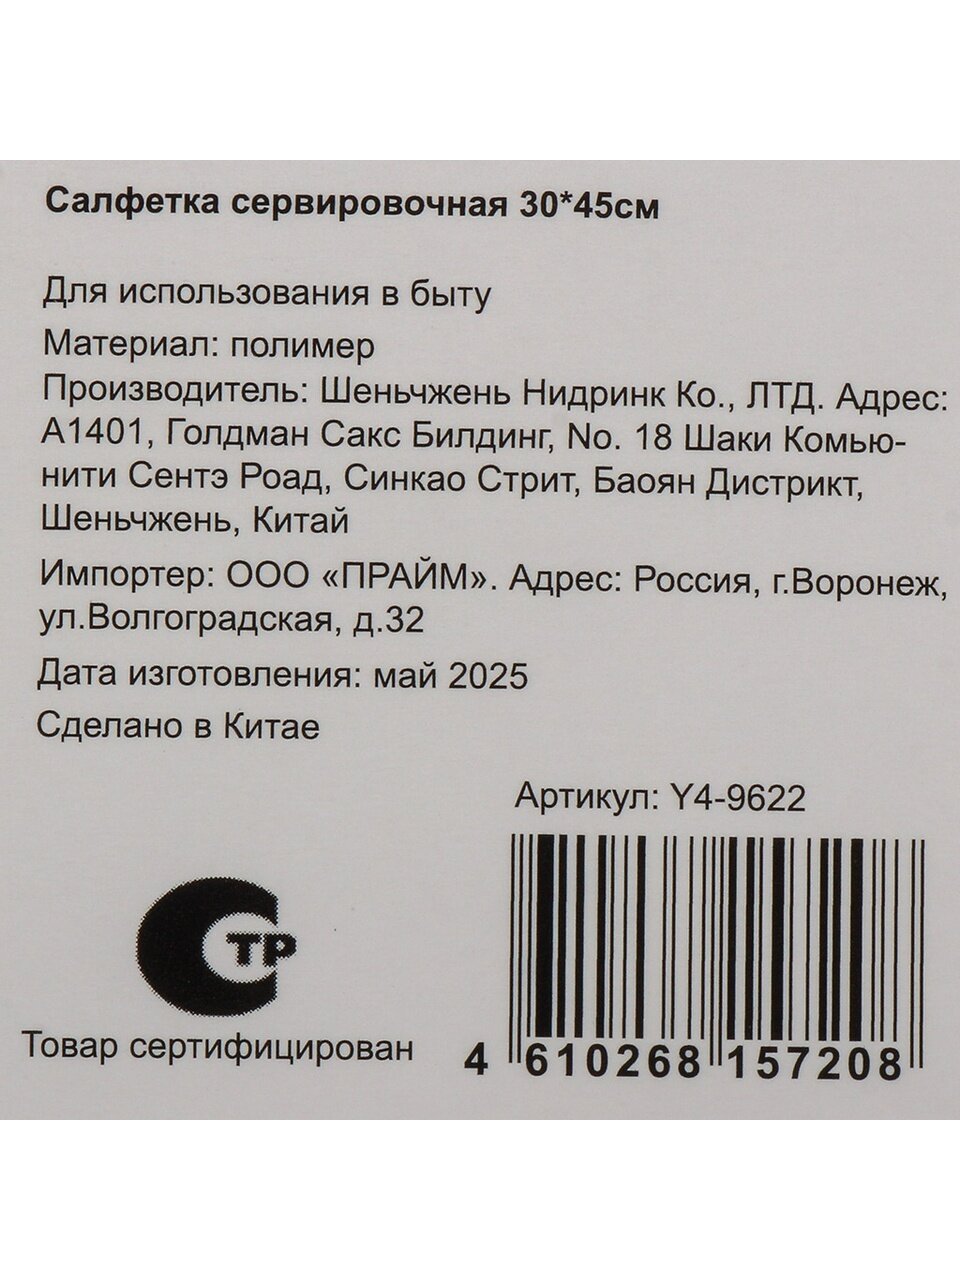 Салфетка сервировочная 30*45см
Для использования в быту
Материал: полимер
Производитель: Шеньчжень Нидринк Ко., ЛТД. Адрес:
А1401, Голдман Сакс Билдинг, No. 18 Шаки Комью-
нити Сентэ Роад, Синкао Стрит, Баоян Дистрикт,
Шеньчжень, Китай
Импортер: ООО «ПРАЙМ». Адрес: Россия, г.Воронеж,
ул.Волгоградская, д.32
Дата изготовления: май 2025
Сделано в Китае
Артикул: Y4-9622
СТР
Товар сертифицирован
4 610268 157208